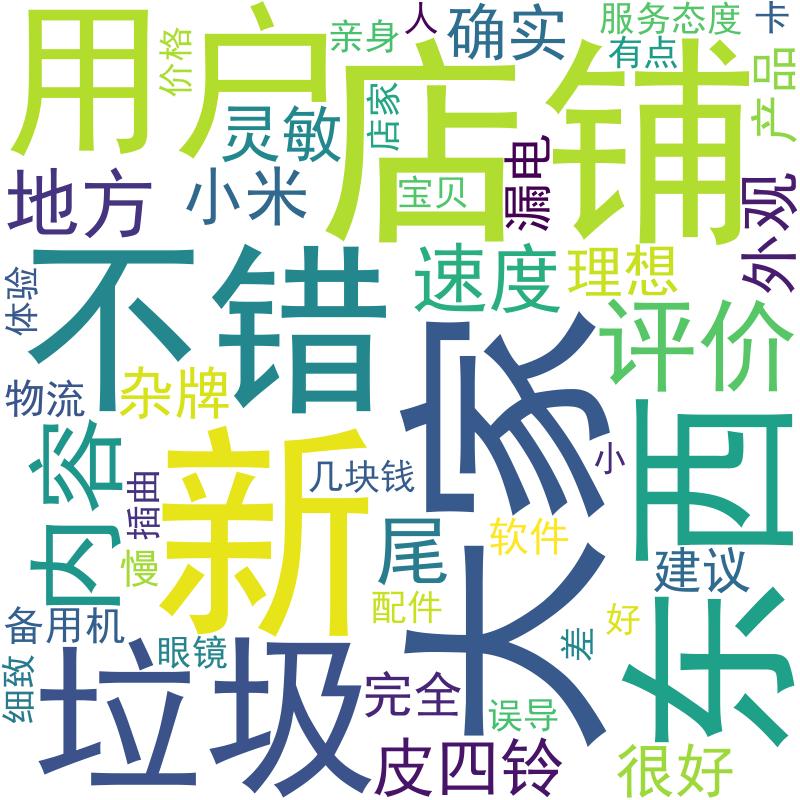 用户
价格
亲身
人
确实
服务态度
卡
有点
产品
店铺
灵敏
店家
宝贝
漏电
地方
小米
外观
不错
速度
理想
体验
评价
大家
物流
杂牌
东西
内容
新
几块钱
小
插曲
慢
尾
软件
建议
备用机
配件
好
眼镜
差
细致
垃圾
完全
误导
皮四铃
很好